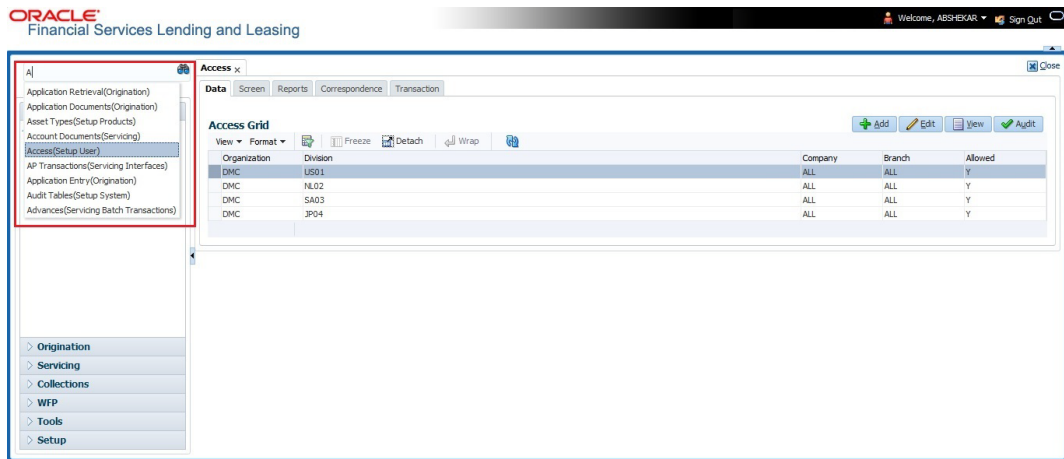 ORACLE
Financial Services Lending and Leasing
Welcome, ABSHEKAR Sign Out
A
Application Retrieval(Origination)
Application Documents(Origination)
Asset Types(Setup Products)
Account Documents(Servicing)
Access(Setup User)
AP Transactions(Servicing Interfaces)
Application Entry(Origination)
Audit Tables(Setup System)
Advances(Servicing Batch Transactions)
Origination
Servicing
Collections
WFP
Tools
Setup
Access x
Close
Data Screen Reports Correspondence Transaction
Access Grid
Add Edit View Audit
View Format Freeze Detach Wrap
Organization Division Company Branch Allowed
DMC US01 ALL ALL Y
DMC NL02 ALL ALL Y
DMC SA03 ALL ALL Y
DMC JP04 ALL ALL Y